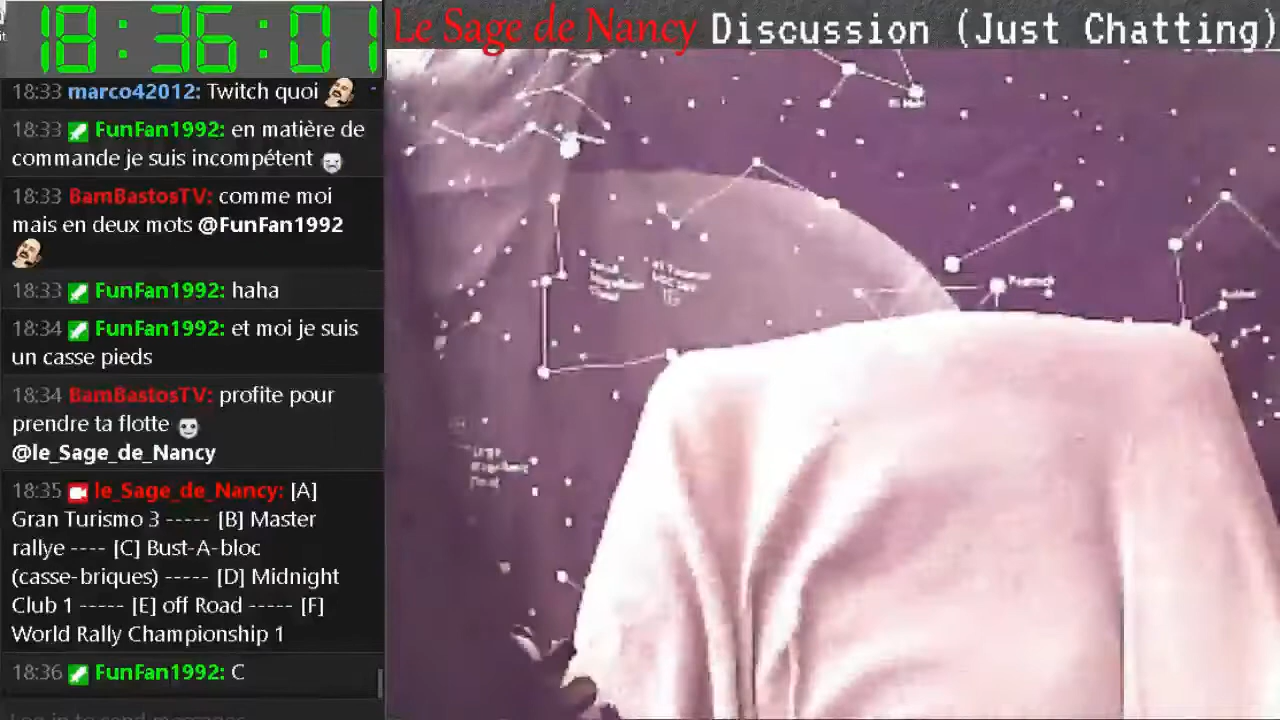 18:36:01
Le Sage de Nancy Discussion (Just Chatting)
18:33 marco42012: Twitch quoi
18:33 FunFan1992: en matière de
commande je suis incompétent
18:33 BamBastosTV: comme moi
mais en deux mots @FunFan1992
18:33 FunFan1992: haha
18:34 FunFan1992: et moi je suis
un casse pieds
18:34 BamBastosTV: profite pour
prendre ta flotte
@le_Sage_de_Nancy
18:35 le_Sage_de_Nancy: [A]
Gran Turismo 3 ----- [B] Master
rallye ---- [C] Bust-A-bloc
(casse-briques) ----- [D] Midnight
Club 1 ----- [E] off Road ----- [F]
World Rally Championship 1
18:36 FunFan1992: C